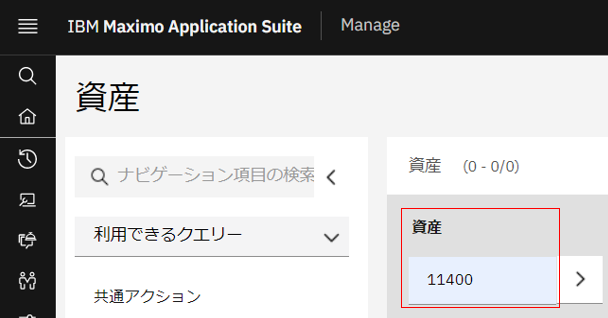 IBM Maximo Application Suite
Manage
資産
ナビゲーション項目の検索
利用できるクエリー
共通アクション
資産 (0 - 0/0)
資産
11400